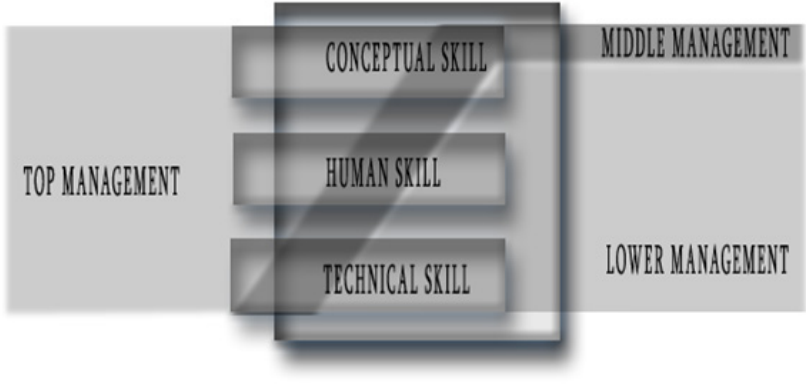 CONCEPTUAL SKILL
MIDDLE MANAGEMENT
TOP MANAGEMENT
HUMAN SKILL
LOWER MANAGEMENT
TECHNICAL SKILL